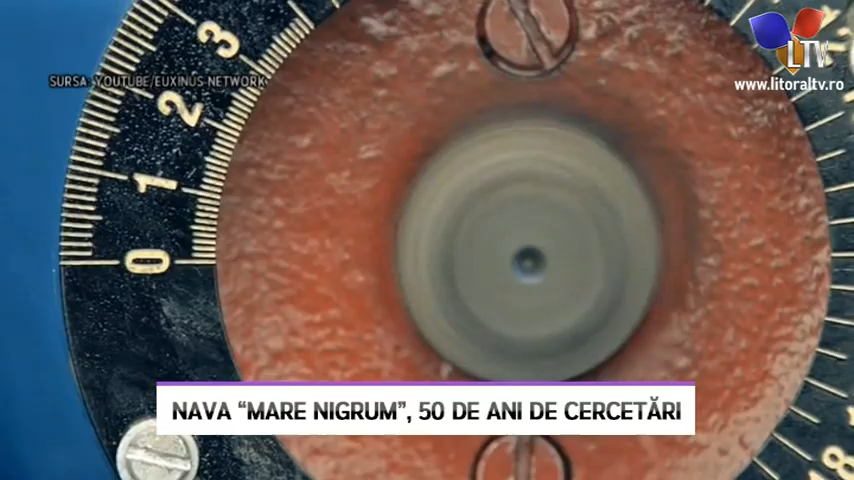 3
SURSA: YOUTUBE/EUXINUS NETWORK
LTV
www.litoraltv.ro
2
1
0
NAVA “MARE NIGRUM”, 50 DE ANI DE CERCETĂRI
18